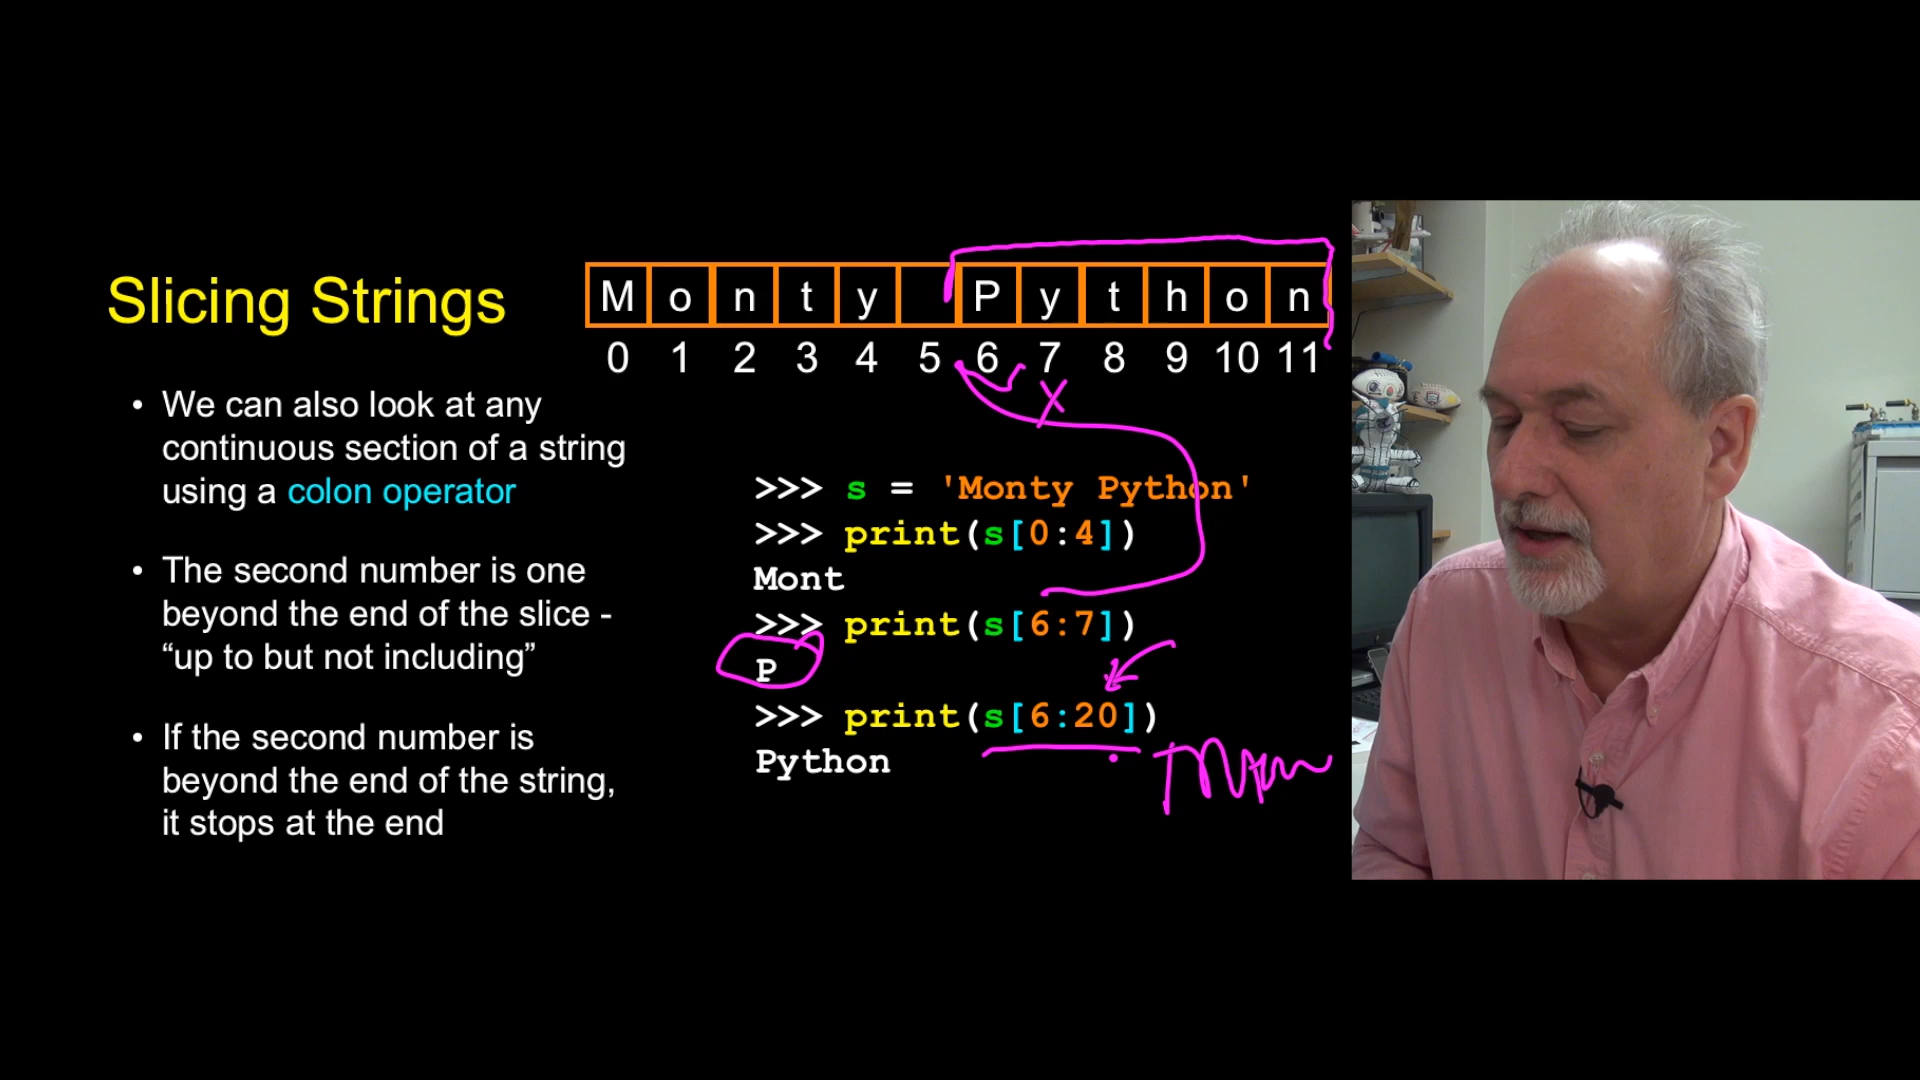 Slicing Strings
M o n t y P y t h o n
0 1 2 3 4 5 6 7 8 9 10 11
• We can also look at any
continuous section of a string
using a colon operator
• The second number is one
beyond the end of the slice -
“up to but not including”
• If the second number is
beyond the end of the string,
it stops at the end
>>> s = 'Monty Python'
>>> print(s[0:4])
Mont
>>> print(s[6:7])
P
>>> print(s[6:20])
Python